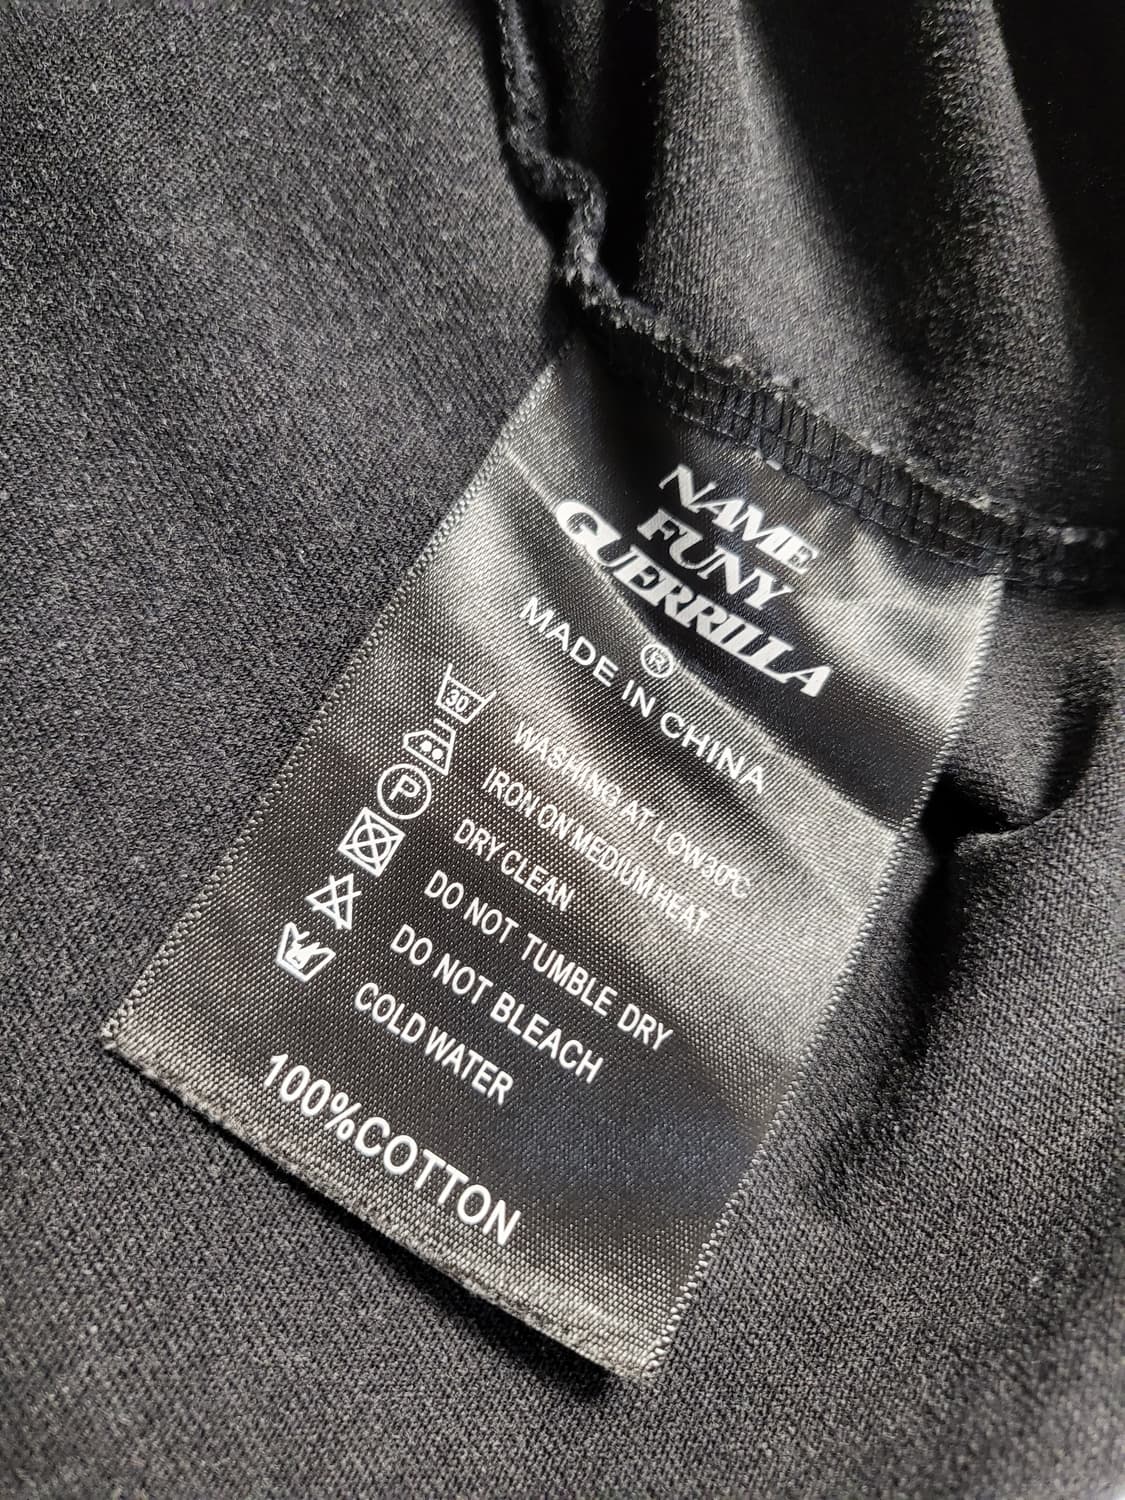 NAME
FUNY
GUERRILLA
®
MADE IN CHINA
30 WASHING AT LOW30℃
IRON ON MEDIUM HEAT
P DRY CLEAN
DO NOT TUMBLE DRY
DO NOT BLEACH
COLD WATER
100%COTTON